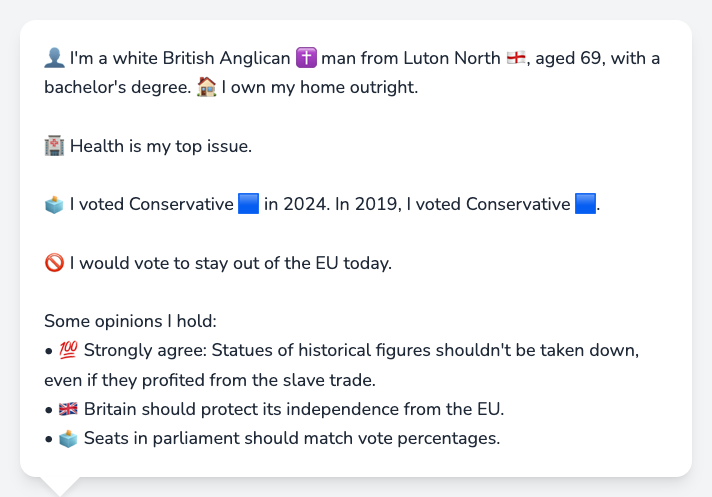 👤 I'm a white British Anglican ✝️ man from Luton North 🏴󠁧󠁢󠁥󠁮󠁧󠁿, aged 69, with a
bachelor's degree. 🏠 I own my home outright.
🏥 Health is my top issue.
🗳️ I voted Conservative 🟦 in 2024. In 2019, I voted Conservative 🟦.
🚫 I would vote to stay out of the EU today.
Some opinions I hold:
• 💯 Strongly agree: Statues of historical figures shouldn't be taken down,
even if they profited from the slave trade.
• 🇬🇧 Britain should protect its independence from the EU.
• 🗳️ Seats in parliament should match vote percentages.